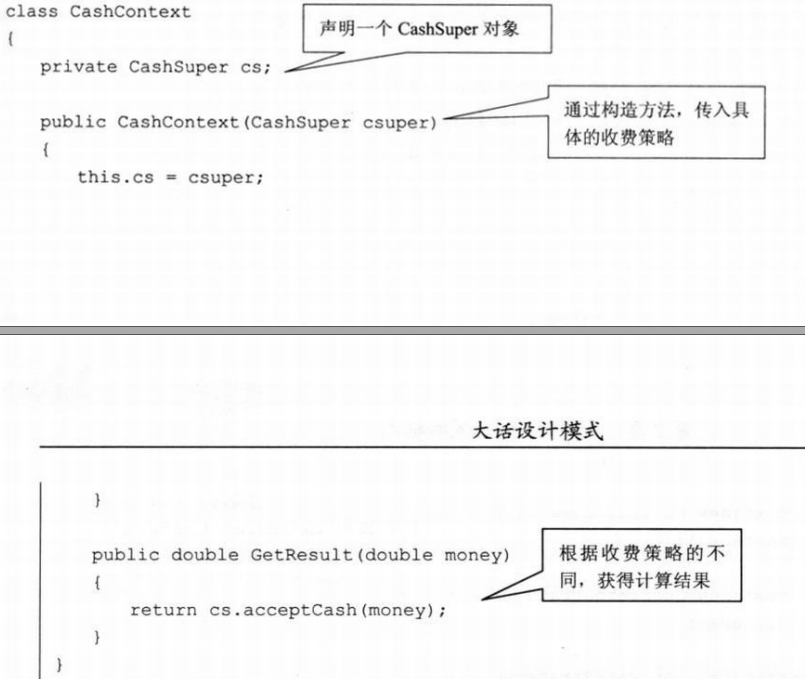 class CashContext
{
private CashSuper cs;
声明一个 CashSuper 对象
public CashContext(CashSuper csuper)
通过构造方法，传入具
体的收费策略
{
this.cs = csuper;
大话设计模式
}
public double GetResult(double money)
根据收费策略的不
同，获得计算结果
{
return cs.acceptCash(money);
}
}